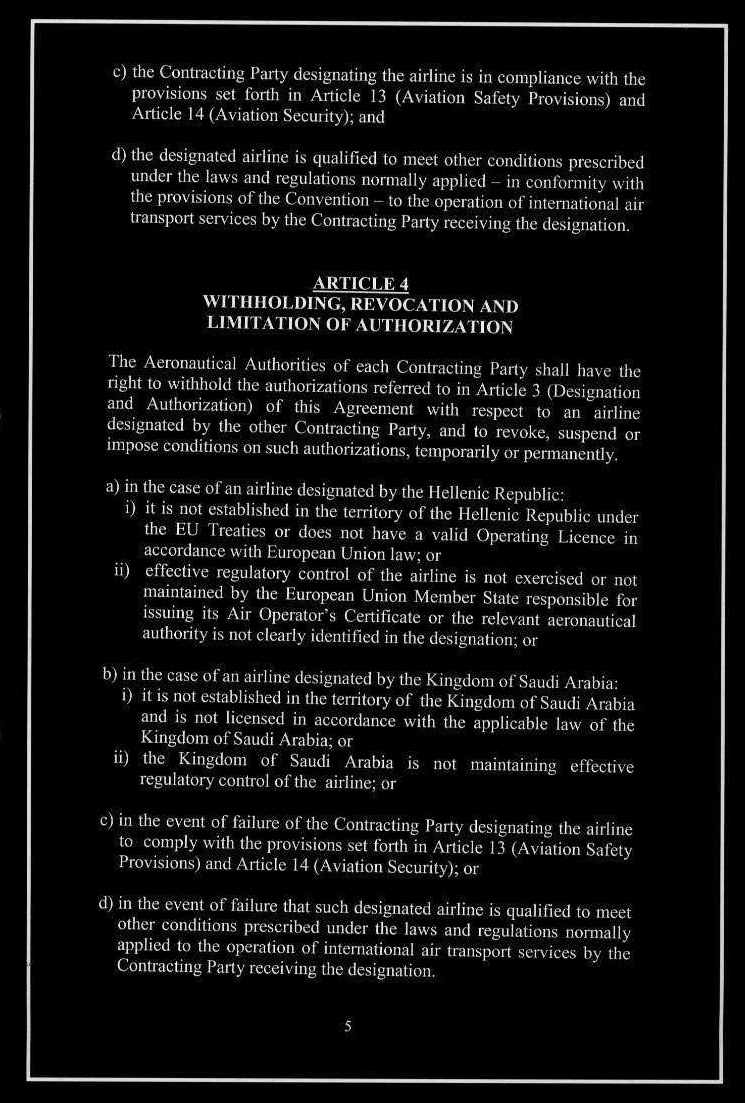 c) the Contracting Party designating the airline is in compliance with the
provisions set forth in Article 13 (Aviation Safety Provisions) and
Article 14 (Aviation Security); and
d) the designated airline is qualified to meet other conditions prescribed
under the laws and regulations normally applied – in conformity with
the provisions of the Convention – to the operation of international air
transport services by the Contracting Party receiving the designation.
ARTICLE 4
WITHHOLDING, REVOCATION AND
LIMITATION OF AUTHORIZATION
The Aeronautical Authorities of each Contracting Party shall have the
right to withhold the authorizations referred to in Article 3 (Designation
and Authorization) of this Agreement with respect to an airline
designated by the other Contracting Party, and to revoke, suspend or
impose conditions on such authorizations, temporarily or permanently.
a) in the case of an airline designated by the Hellenic Republic:
i) it is not established in the territory of the Hellenic Republic under
the EU Treaties or does not have a valid Operating Licence in
accordance with European Union law; or
ii) effective regulatory control of the airline is not exercised or not
maintained by the European Union Member State responsible for
issuing its Air Operator's Certificate or the relevant aeronautical
authority is not clearly identified in the designation; or
b) in the case of an airline designated by the Kingdom of Saudi Arabia:
i) it is not established in the territory of the Kingdom of Saudi Arabia
and is not licensed in accordance with the applicable law of the
Kingdom of Saudi Arabia; or
ii) the Kingdom of Saudi Arabia is not maintaining effective
regulatory control of the airline; or
c) in the event of failure of the Contracting Party designating the airline
to comply with the provisions set forth in Article 13 (Aviation Safety
Provisions) and Article 14 (Aviation Security); or
d) in the event of failure that such designated airline is qualified to meet
other conditions prescribed under the laws and regulations normally
applied to the operation of international air transport services by the
Contracting Party receiving the designation.
5